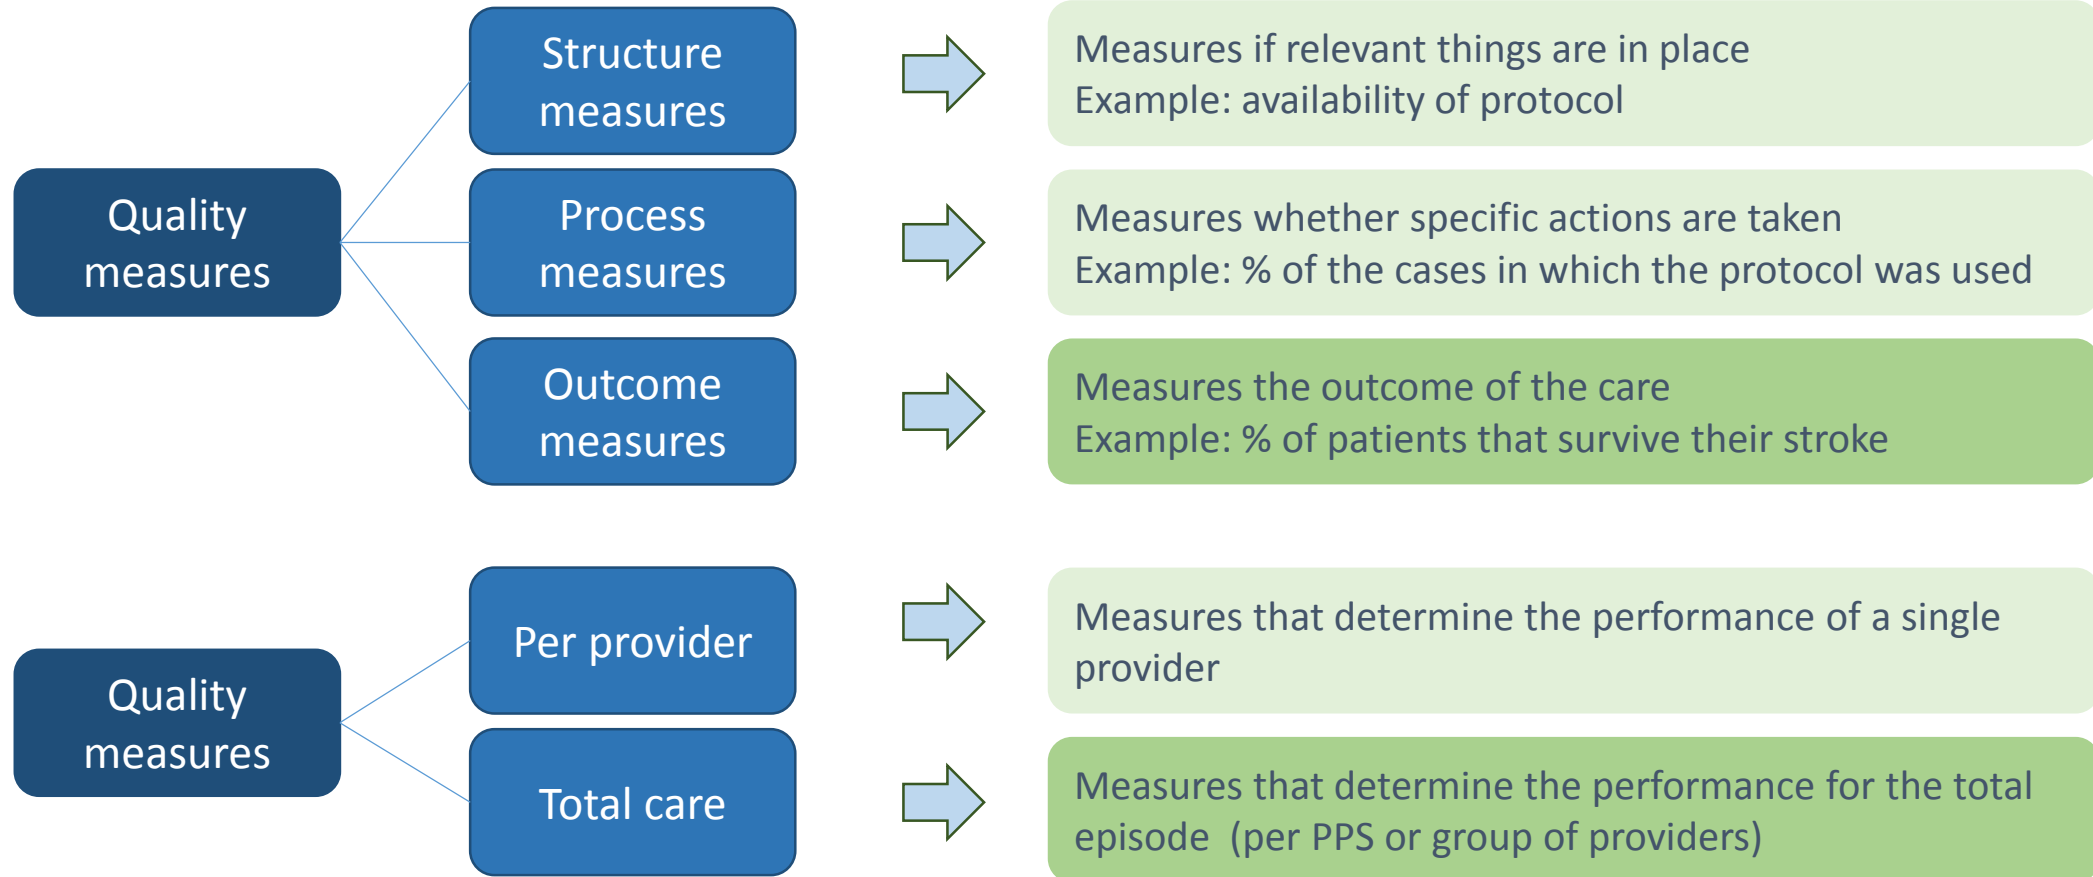 Quality
measures
Structure
measures
Measures if relevant things are in place
Example: availability of protocol
Process
measures
Measures whether specific actions are taken
Example: % of the cases in which the protocol was used
Outcome
measures
Measures the outcome of the care
Example: % of patients that survive their stroke
Quality
measures
Per provider
Measures that determine the performance of a single
provider
Total care
Measures that determine the performance for the total
episode  (per PPS or group of providers)